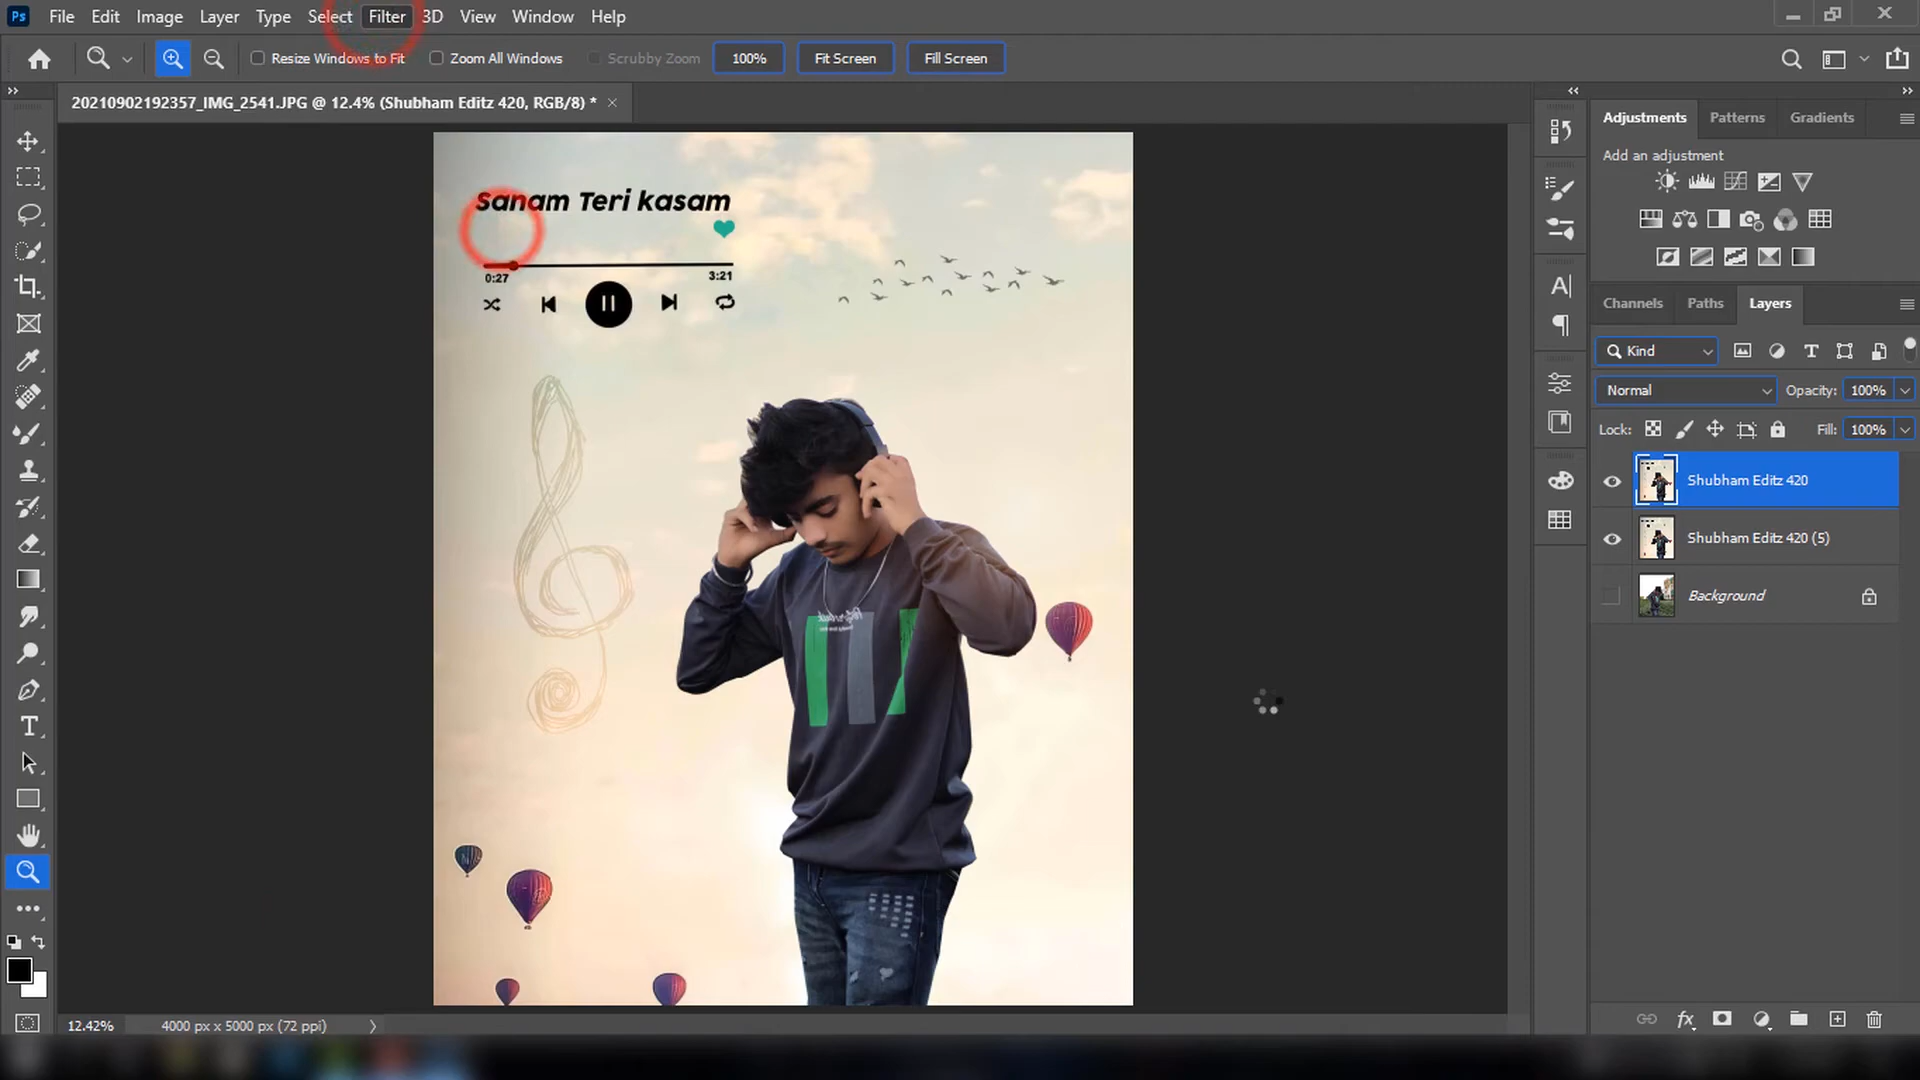 Ps File Edit Image Layer Type Select Filter 3D View Window Help
Resize Windows to Fit Zoom All Windows Scrubby Zoom 100% Fit Screen Fill Screen
20210902192357_IMG_2541.JPG @ 12.4% (Shubham Editz 420, RGB/8) *
Adjustments Patterns Gradients
Add an adjustment
Channels Paths Layers
Kind
Normal Opacity: 100%
Lock: Fill: 100%
Shubham Editz 420
Shubham Editz 420 (5)
Background
Sanam Teri kasam
0:27 3:21
12.42% 4000 px x 5000 px (72 ppi)